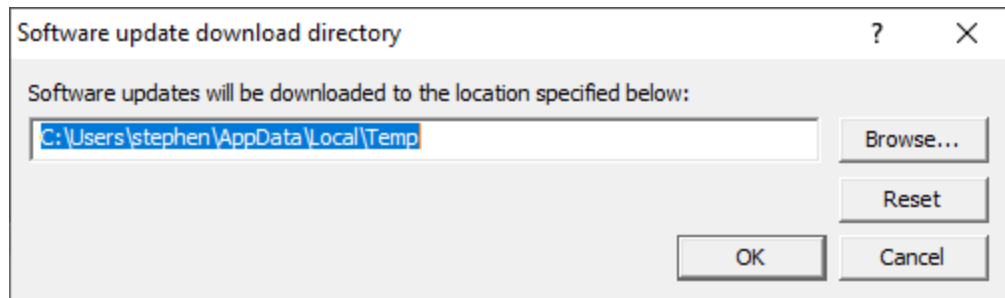 Software update download directory ?
Software updates will be downloaded to the location specified below:
C:\Users\stephen\AppData\Local\Temp Browse...
Reset
OK Cancel